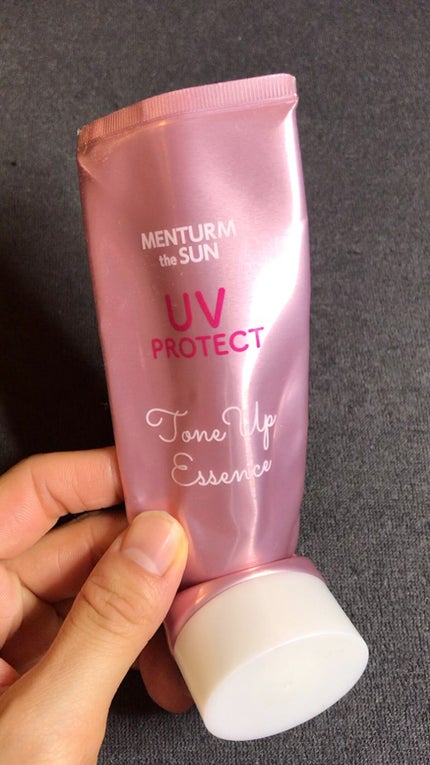 MENTURM
the SUN
UV
PROTECT
Tone Up
Essence